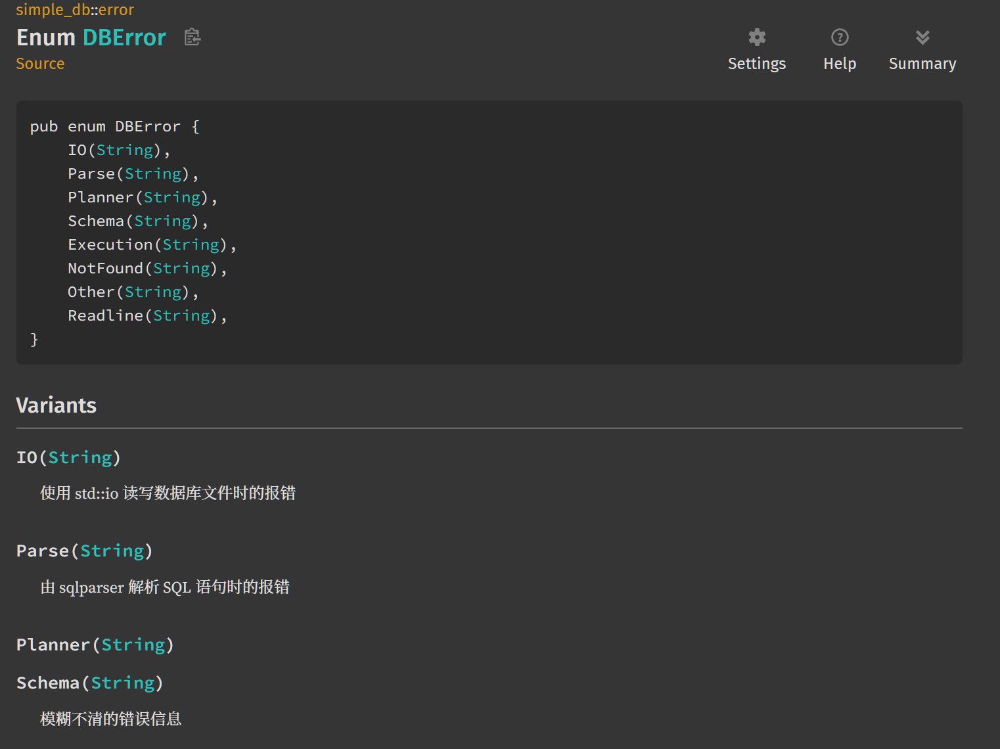 simple_db::error
Enum DBError
Source
Settings
Help
Summary
pub enum DBError {
    IO(String),
    Parse(String),
    Planner(String),
    Schema(String),
    Execution(String),
    NotFound(String),
    Other(String),
    Readline(String),
}
Variants
IO(String)
使用 std::io 读写数据库文件时的报错
Parse(String)
由 sqlparser 解析 SQL 语句时的报错
Planner(String)
Schema(String)
模糊不清的错误信息